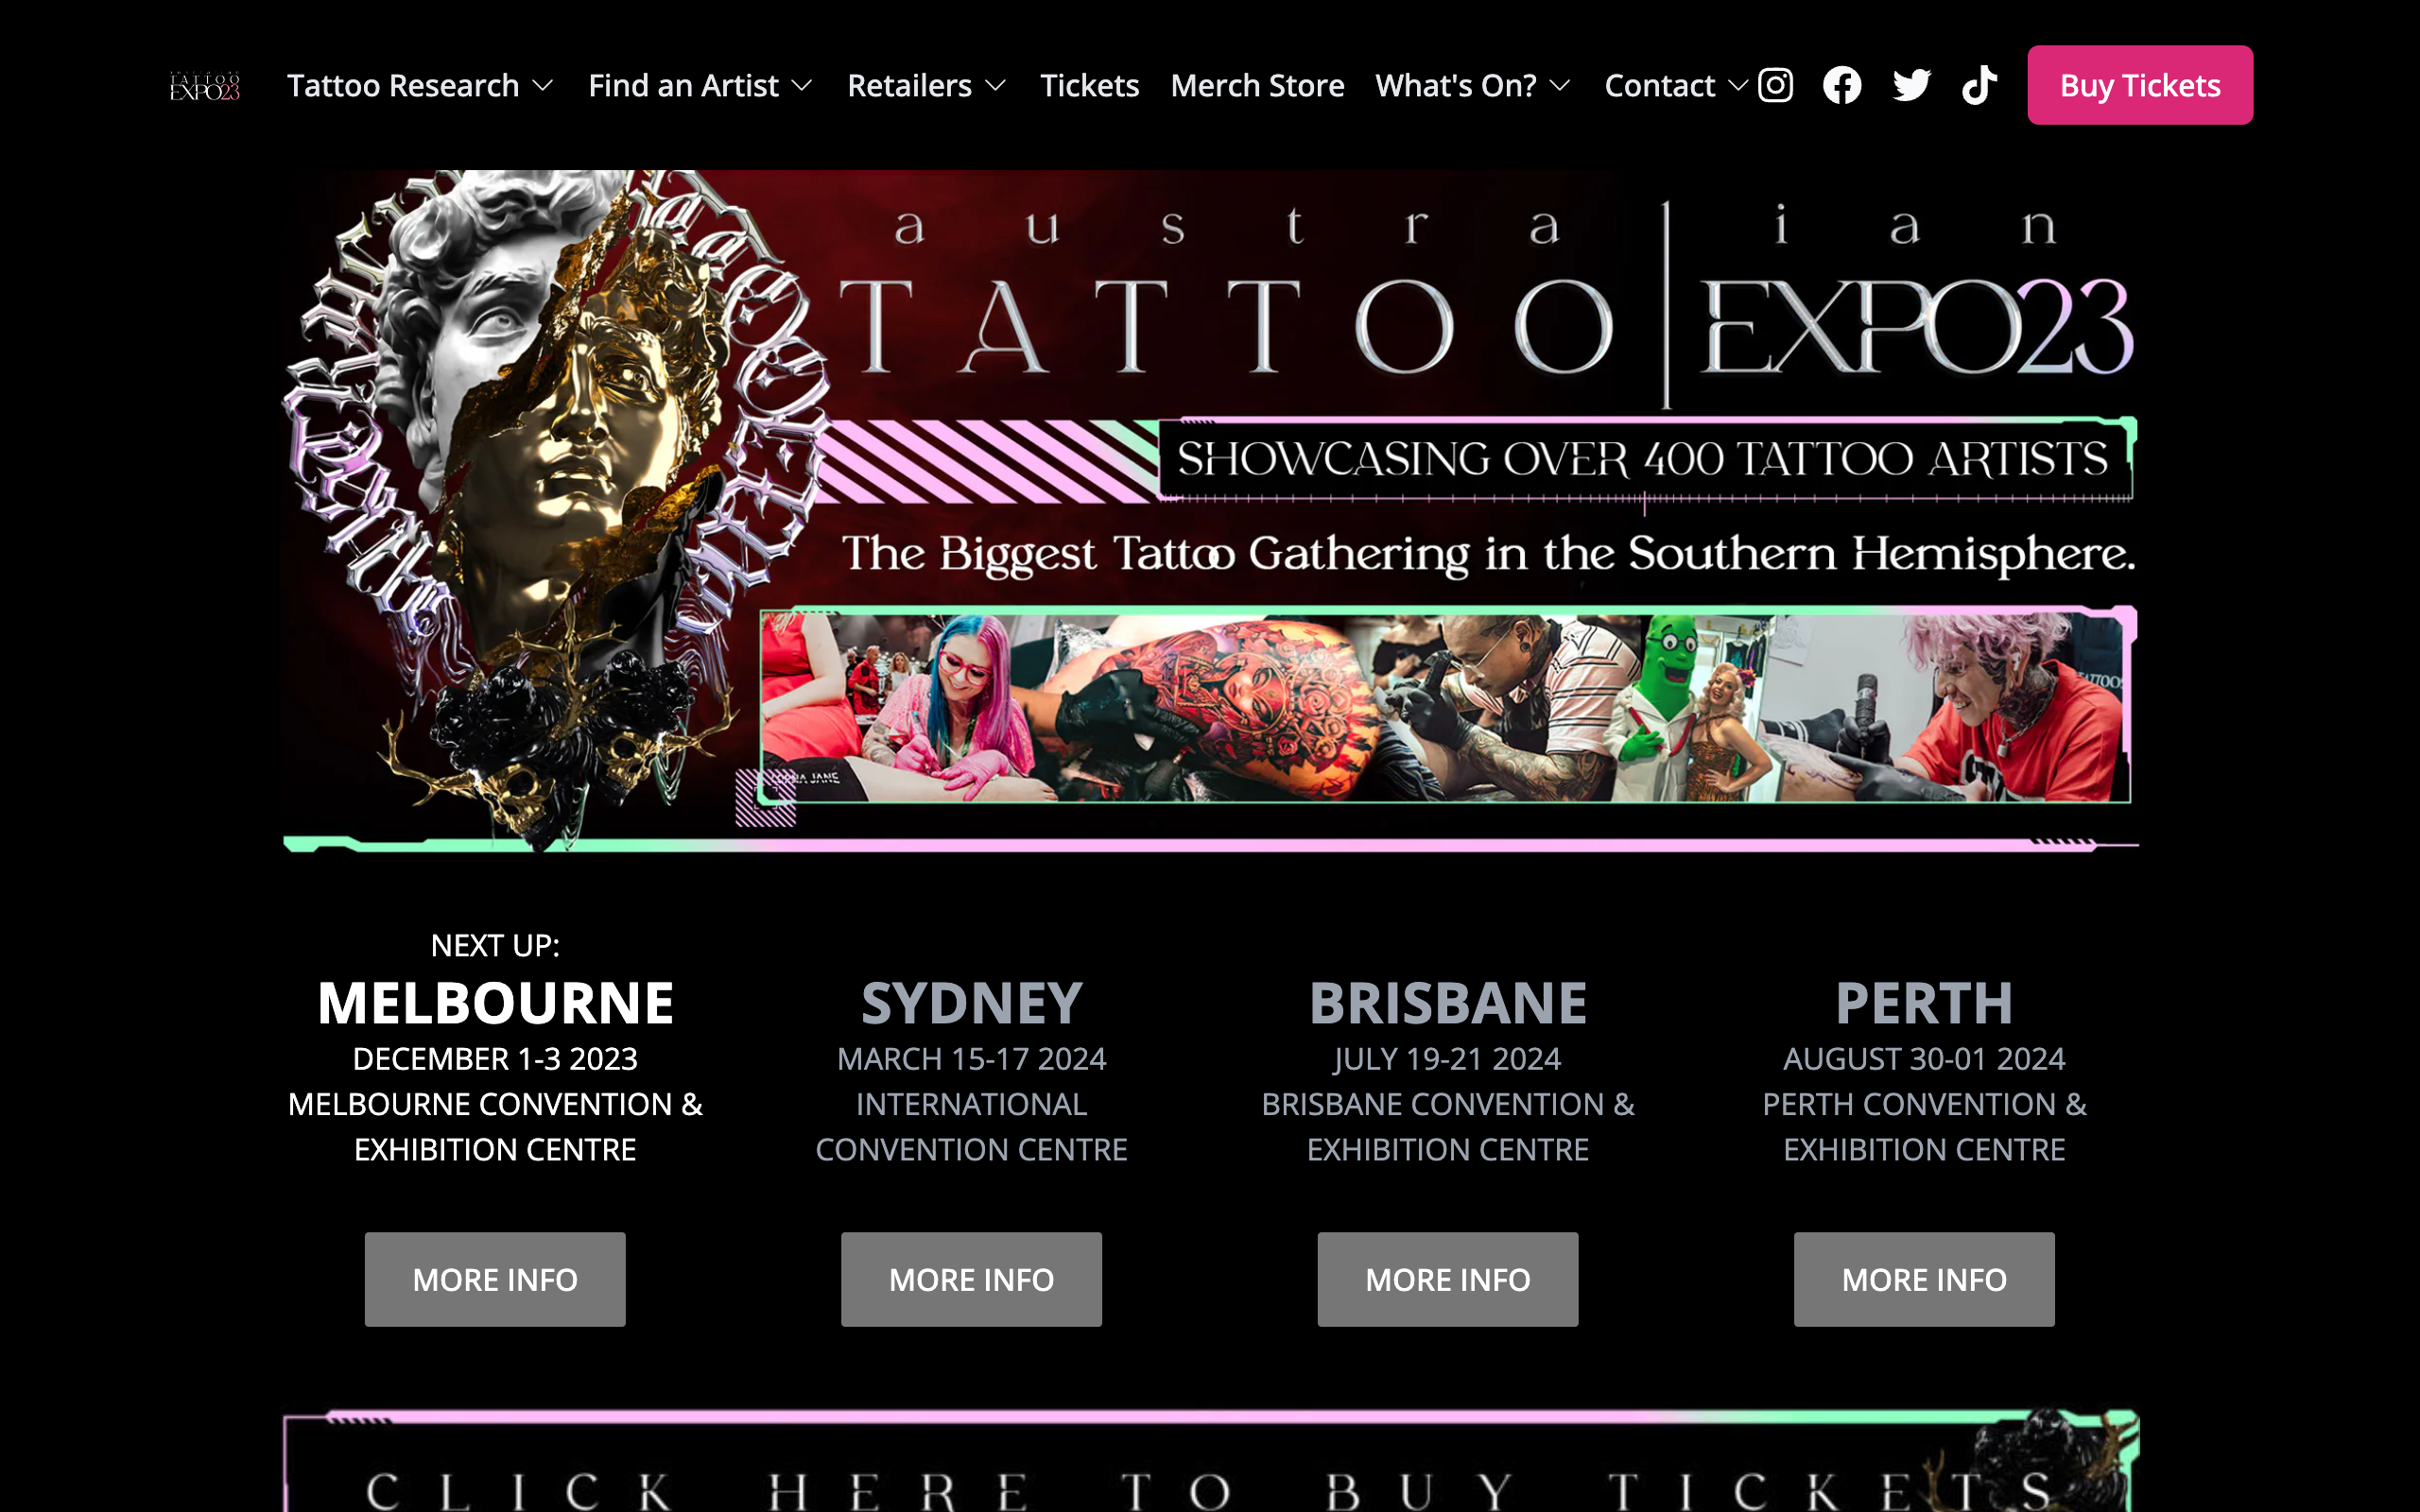 TATTOO
EXPO23
Tattoo Research
Find an Artist
Retailers
Tickets
Merch Store
What's On?
Contact
Buy Tickets
australian
TATTOO EXPO23
SHOWCASING OVER 400 TATTOO ARTISTS
The Biggest Tattoo Gathering in the Southern Hemisphere.
NEXT UP:
MELBOURNE
DECEMBER 1-3 2023
MELBOURNE CONVENTION &
EXHIBITION CENTRE
MORE INFO
SYDNEY
MARCH 15-17 2024
INTERNATIONAL
CONVENTION CENTRE
MORE INFO
BRISBANE
JULY 19-21 2024
BRISBANE CONVENTION &
EXHIBITION CENTRE
MORE INFO
PERTH
AUGUST 30-01 2024
PERTH CONVENTION &
EXHIBITION CENTRE
MORE INFO
CLICK HERE TO BUY TICKETS